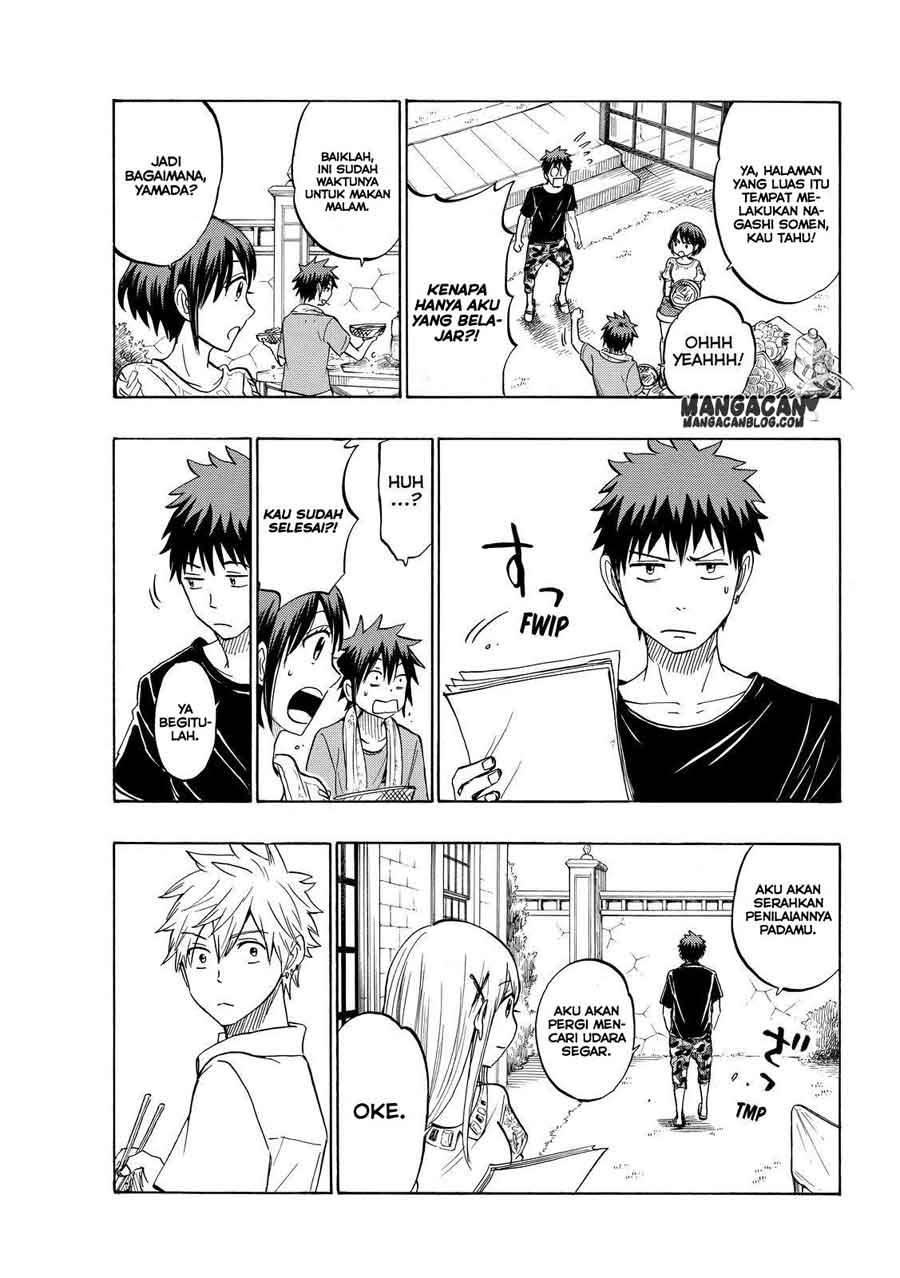 YA, HALAMAN
YANG LUAS ITU
TEMPAT ME-
LAKUKAN NA-
GASHI SOMEN,
KAU TAHU!
OHHH
YEAHHH!
KENAPA
HANYA AKU
YANG BELA-
JAR?!
MANGACAN
MANGACANBLOG.COM
BAIKLAH,
INI SUDAH
WAKTUNYA
UNTUK MAKAN
MALAM.
JADI
BAGAIMANA,
YAMADA?
すっ
FWIP
HUH
...?
KAU SUDAH
SELESAI?!
YA
BEGITU-
LAH.
AKU AKAN
SERAHKAN
PENILAIANNYA
PADAMU.
AKU AKAN
PERGI MEN-
CARI UDARA
SEGAR.
ざっ
TMP
OKE.